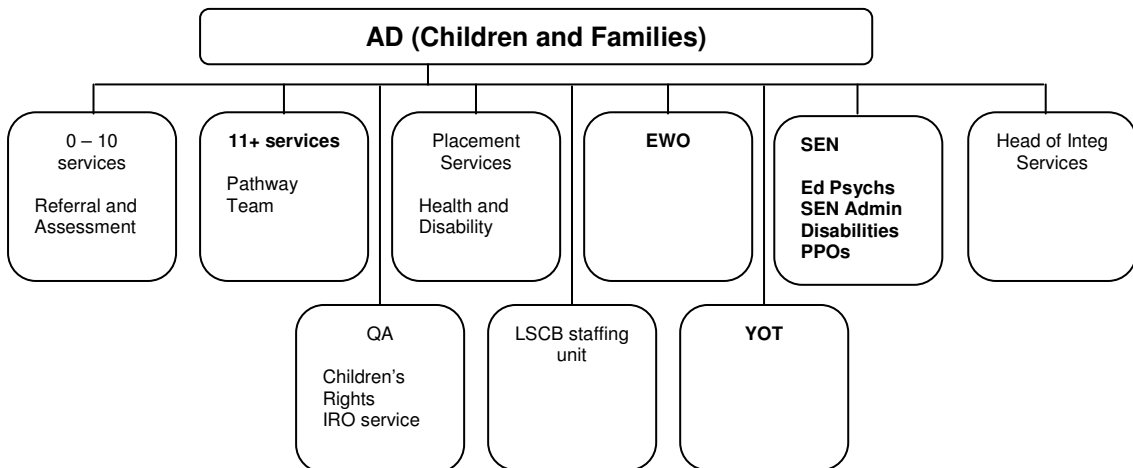 AD (Children and Families)
0 – 10
services
Referral and
Assessment
11+ services
Pathway
Team
Placement
Services
Health and
Disability
EWO
SEN
Ed Psychs
SEN Admin
Disabilities
PPOs
Head of Integ
Services
QA
Children’s
Rights
IRO service
LSCB staffing
unit
YOT